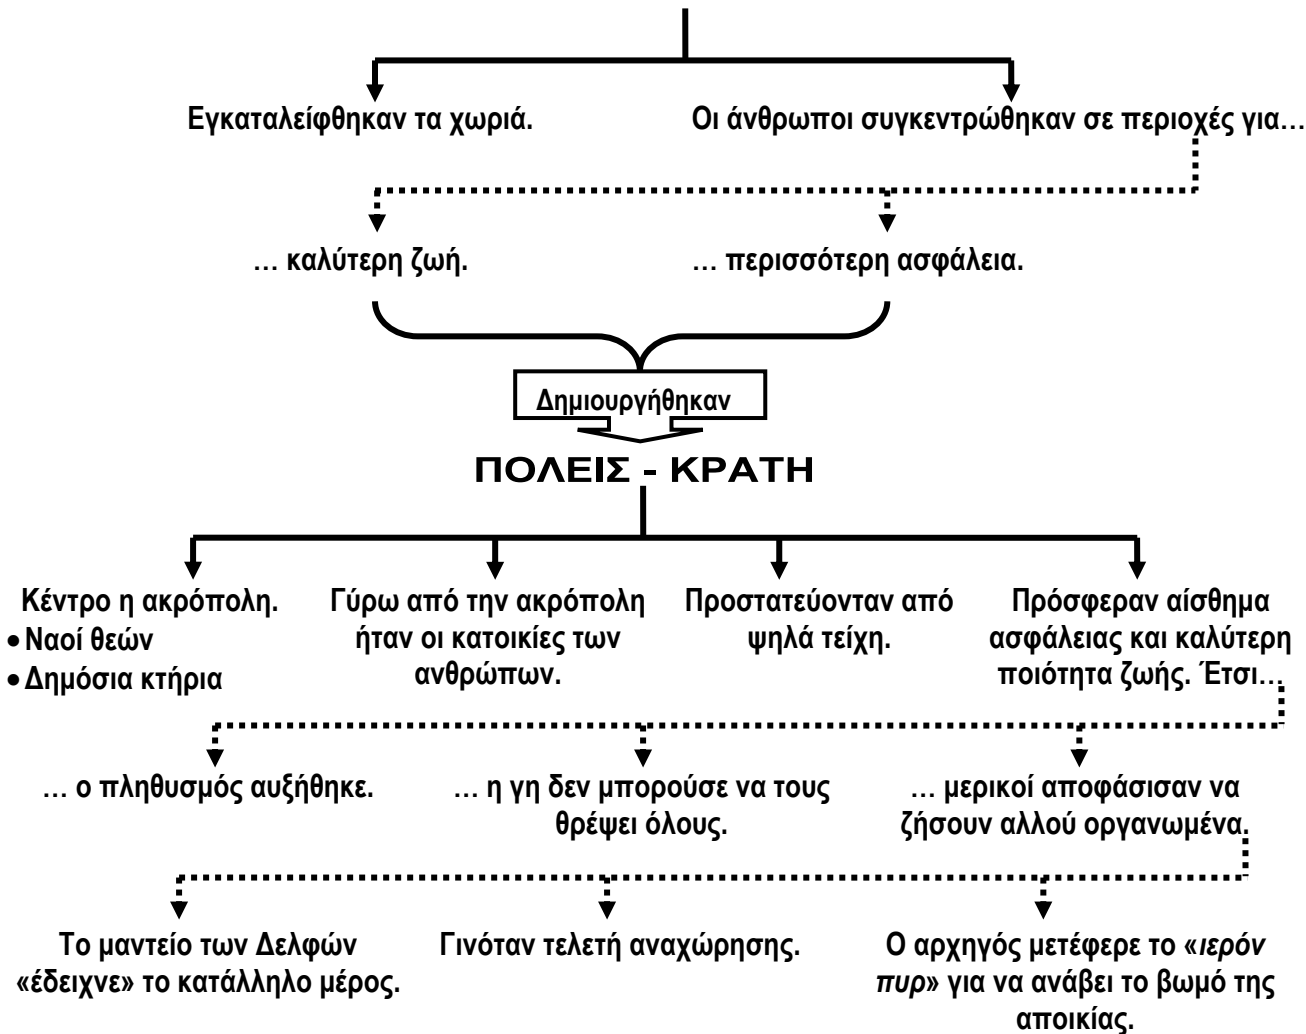 Εγκαταλείφθηκαν τα χωριά.
Οι άνθρωποι συγκεντρώθηκαν σε περιοχές για…
… καλύτερη ζωή.
… περισσότερη ασφάλεια.
Δημιουργήθηκαν
ΠΟΛΕΙΣ - ΚΡΑΤΗ
Κέντρο η ακρόπολη.
• Ναοί θεών
• Δημόσια κτήρια
Γύρω από την ακρόπολη
ήταν οι κατοικίες των
ανθρώπων.
Προστατεύονταν από
ψηλά τείχη.
Πρόσφεραν αίσθημα
ασφάλειας και καλύτερη
ποιότητα ζωής. Έτσι…
… ο πληθυσμός αυξήθηκε.
… η γη δεν μπορούσε να τους
θρέψει όλους.
… μερικοί αποφάσισαν να
ζήσουν αλλού οργανωμένα.
Το μαντείο των Δελφών
«έδειχνε» το κατάλληλο μέρος.
Γινόταν τελετή αναχώρησης.
Ο αρχηγός μετέφερε το «ιερόν
πυρ» για να ανάβει το βωμό της
αποικίας.